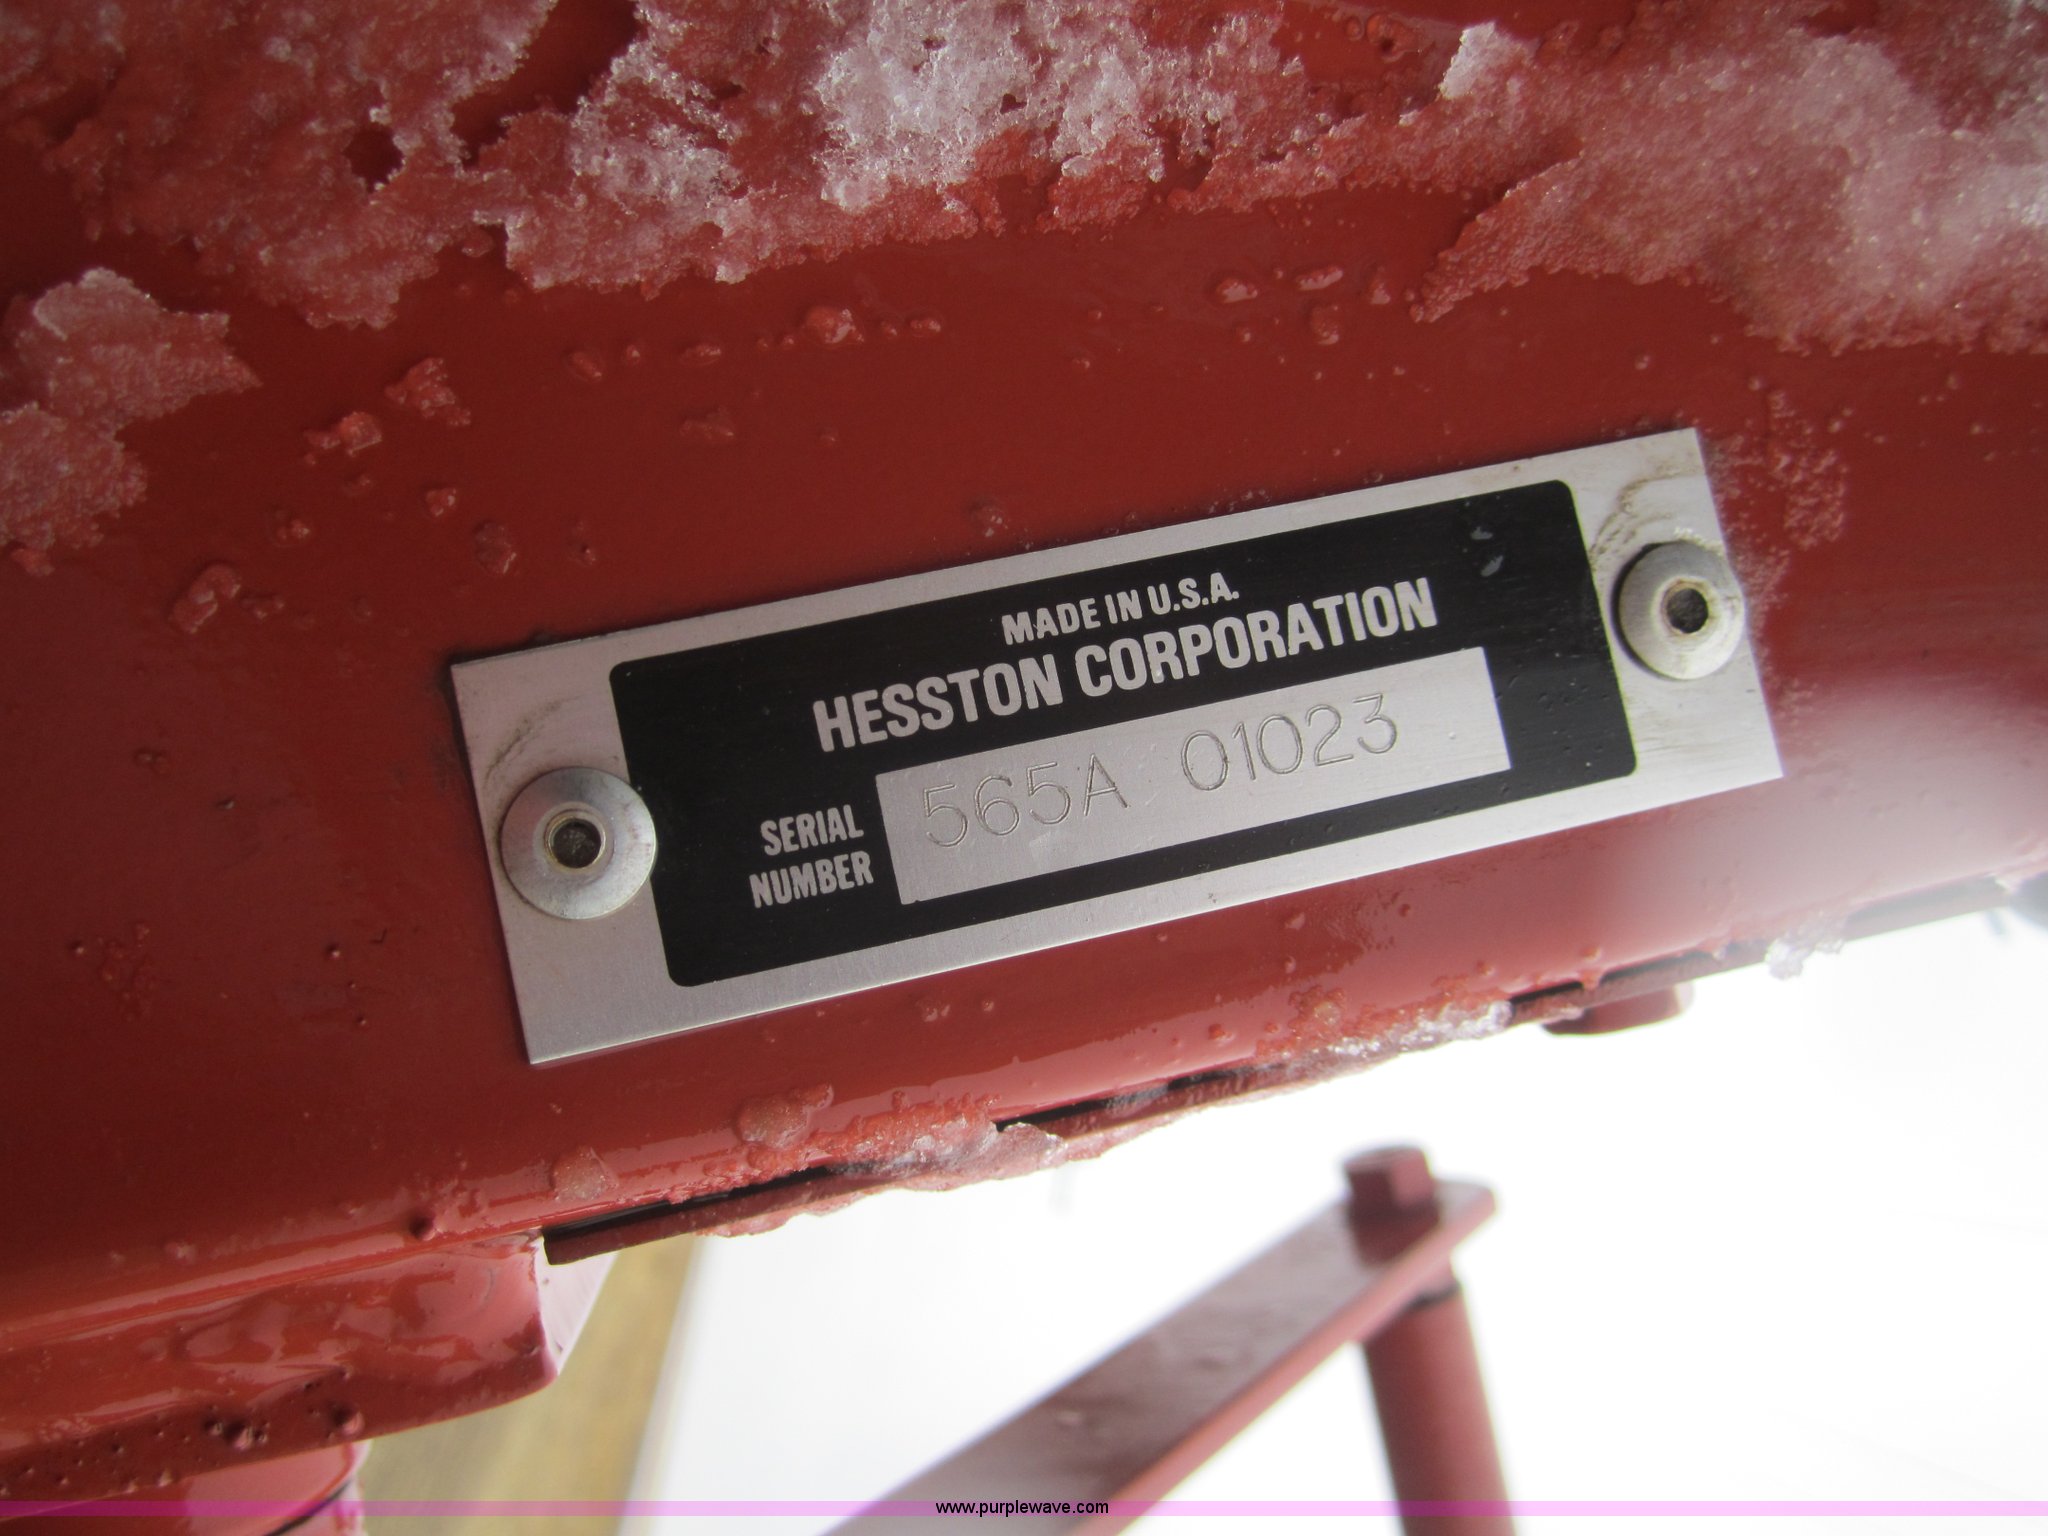 MADE IN U.S.A.
HESSTON CORPORATION
SERIAL NUMBER
565A 01023
www.purplewave.com